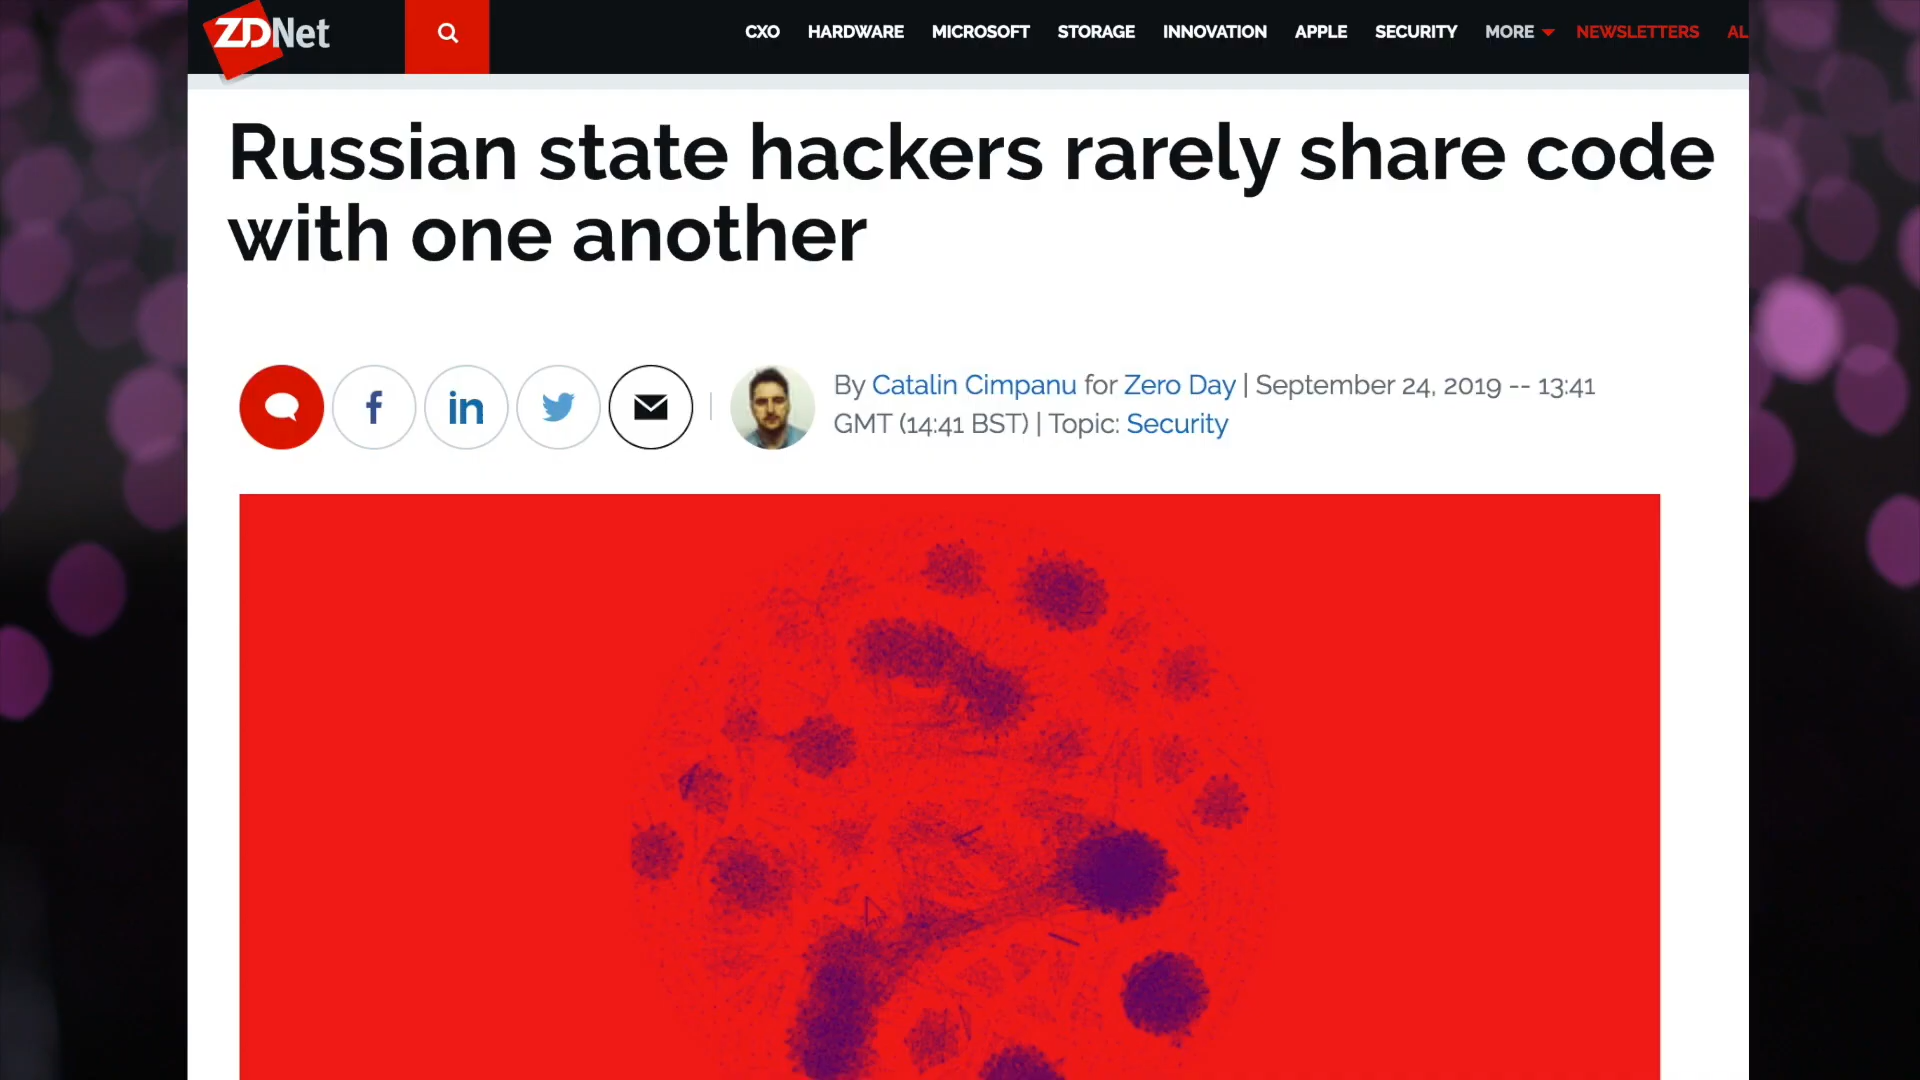 ZDNet
CXO HARDWARE MICROSOFT STORAGE INNOVATION APPLE SECURITY MORE NEWSLETTERS AL
Russian state hackers rarely share code
with one another
By Catalin Cimpanu for Zero Day | September 24, 2019 -- 13:41
GMT (14:41 BST) | Topic: Security